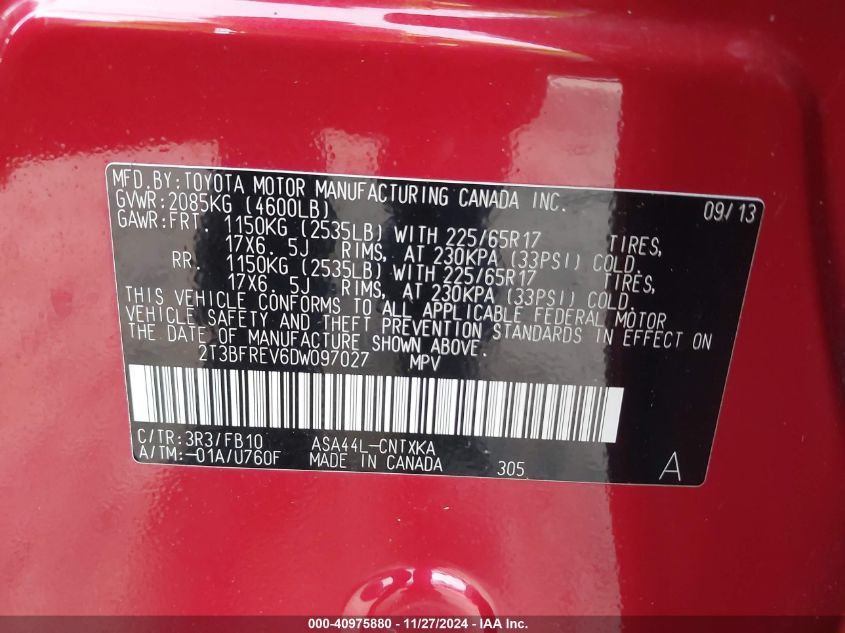 MFD.BY:TOYOTA MOTOR MANUFACTURING CANADA INC. 09/13
GVWR:2085KG (4600LB)
GAWR:FRT. 1150KG (2535LB) WITH 225/65R17 TIRES,
17X6. 5J RIMS, AT 230KPA (33PSI) COLD.
RR. 1150KG (2535LB) WITH 225/65R17 TIRES,
17X6. 5J RIMS, AT 230KPA (33PSI) COLD.
THIS VEHICLE CONFORMS TO ALL APPLICABLE FEDERAL MOTOR
VEHICLE SAFETY AND THEFT PREVENTION STANDARDS IN EFFECT ON
THE DATE OF MANUFACTURE SHOWN ABOVE.
2T3BFREV6DW097027 MPV
C/TR:3R3/FB10 ASA44L-CNTXKA
A/TM:-01A/U760F MADE IN CANADA 305 A
000-40975880 - 11/27/2024 - IAA Inc.